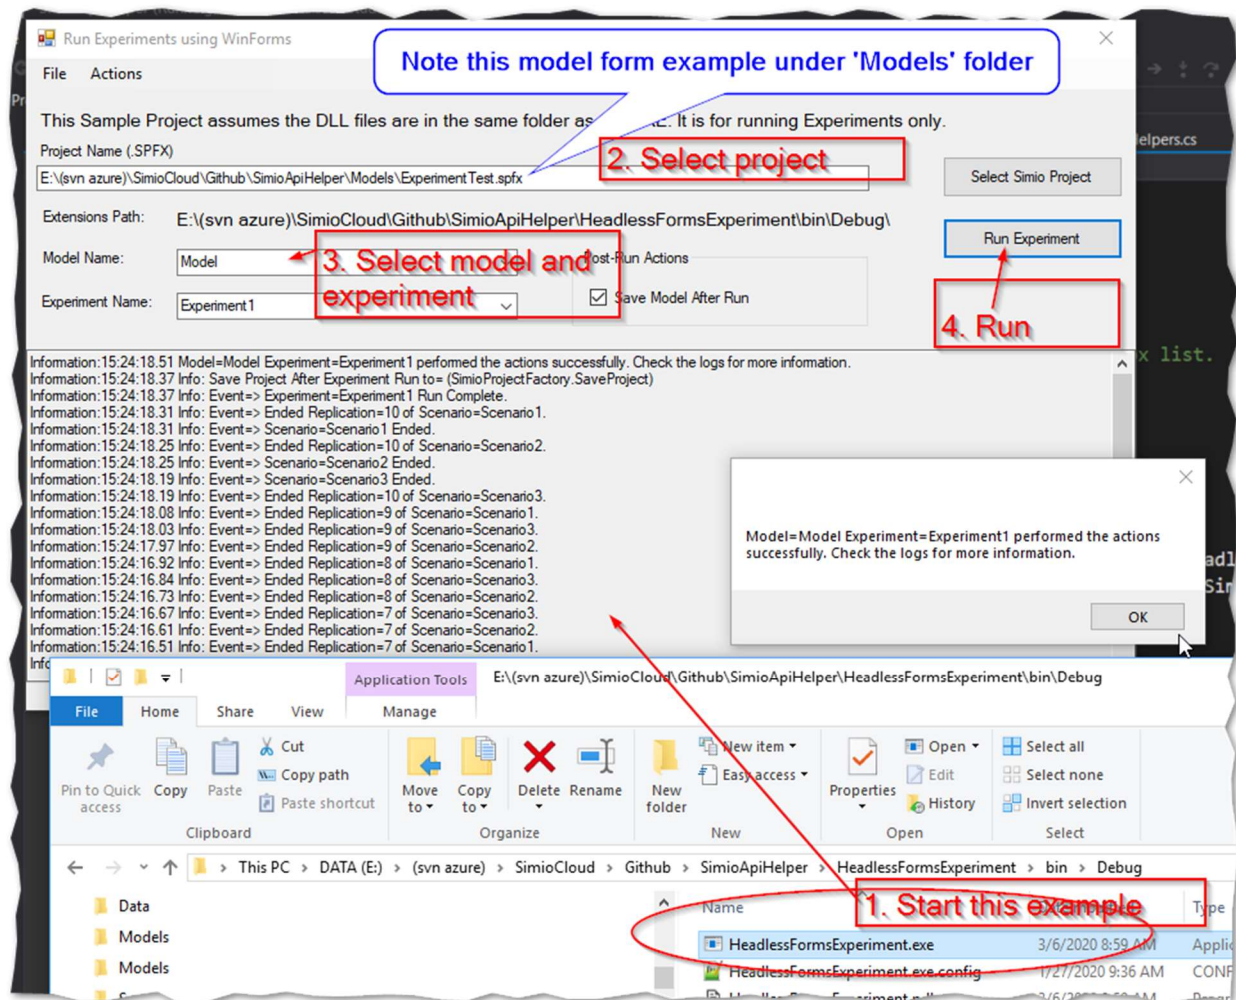 Run Experiments using WinForms
Note this model form example under 'Models' folder
File Actions
This Sample Project assumes the DLL files are in the same folder as It is for running Experiments only.
elpers.cs
Project Name (.SPFX)
2. Select project
E:\(svn azure)\SimioCloud\Github\SimioApiHelper\Models\ExperimentTest.spfx
Select Simio Project
Extensions Path: E:\(svn azure)\SimioCloud\Github\SimioApiHelper\HeadlessFormsExperiment\bin\Debug\
Run Experiment
Model Name: Model
3. Select model and
experiment
Post-Run Actions
Experiment Name: Experiment1
Save Model After Run
4. Run
x list.
Information:15:24:18.51 Model=Model Experiment=Experiment1 performed the actions successfully. Check the logs for more information.
Information:15:24:18.37 Info: Save Project After Experiment Run to= (SimioProjectFactory.SaveProject)
Information:15:24:18.37 Info: Event=> Experiment=Experiment1 Run Complete.
Information:15:24:18.31 Info: Event=> Ended Replication=10 of Scenario=Scenario1.
Information:15:24:18.31 Info: Event=> Scenario=Scenario1 Ended.
Information:15:24:18.25 Info: Event=> Ended Replication=10 of Scenario=Scenario2.
Information:15:24:18.25 Info: Event=> Scenario=Scenario2 Ended.
Information:15:24:18.19 Info: Event=> Scenario=Scenario3 Ended.
Information:15:24:18.19 Info: Event=> Ended Replication=10 of Scenario=Scenario3.
Information:15:24:18.08 Info: Event=> Ended Replication=9 of Scenario=Scenario1.
Information:15:24:18.03 Info: Event=> Ended Replication=9 of Scenario=Scenario3.
Information:15:24:17.97 Info: Event=> Ended Replication=9 of Scenario=Scenario2.
Information:15:24:16.92 Info: Event=> Ended Replication=8 of Scenario=Scenario1.
Information:15:24:16.84 Info: Event=> Ended Replication=8 of Scenario=Scenario3.
Information:15:24:16.73 Info: Event=> Ended Replication=8 of Scenario=Scenario2.
Information:15:24:16.67 Info: Event=> Ended Replication=7 of Scenario=Scenario3.
Information:15:24:16.61 Info: Event=> Ended Replication=7 of Scenario=Scenario2.
Information:15:24:16.51 Info: Event=> Ended Replication=7 of Scenario=Scenario1.
Model=Model Experiment=Experiment1 performed the actions
successfully. Check the logs for more information.
OK
Application Tools E:\(svn azure)\SimioCloud\Github\SimioApiHelper\HeadlessFormsExperiment\bin\Debug
File Home Share View Manage
Pin to Quick
access
Copy
Paste
Cut
Copy path
Paste shortcut
Move
to
Copy
to
Delete
Rename
New
folder
New item
Easy access
Properties
Open
Edit
History
Select all
Select none
Invert selection
Clipboard Organize New Open Select
This PC > DATA (E:) > (svn azure) > SimioCloud > Github > SimioApiHelper > HeadlessFormsExperiment > bin > Debug
Data
Models
Models
Name Type
1. Start this example
HeadlessFormsExperiment.exe 3/6/2020 8:59 AM Applic
HeadlessFormsExperiment.exe.config 1/27/2020 9:36 AM CONF